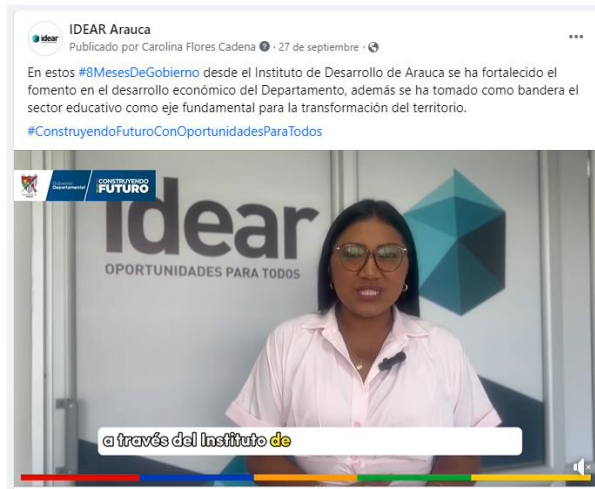 idear
IDEAR Arauca
Publicado por Carolina Flores Cadena · 27 de septiembre ·
En estos #8MesesDeGobierno desde el Instituto de Desarrollo de Arauca se ha fortalecido el
fomento en el desarrollo económico del Departamento, además se ha tomado como bandera el
sector educativo como eje fundamental para la transformación del territorio.
#ConstruyendoFuturoConOportunidadesParaTodos
Gobierno
Departamental
CONSTRUYENDO
FUTURO
idear
OPORTUNIDADES PARA TODOS
a través del Instituto de